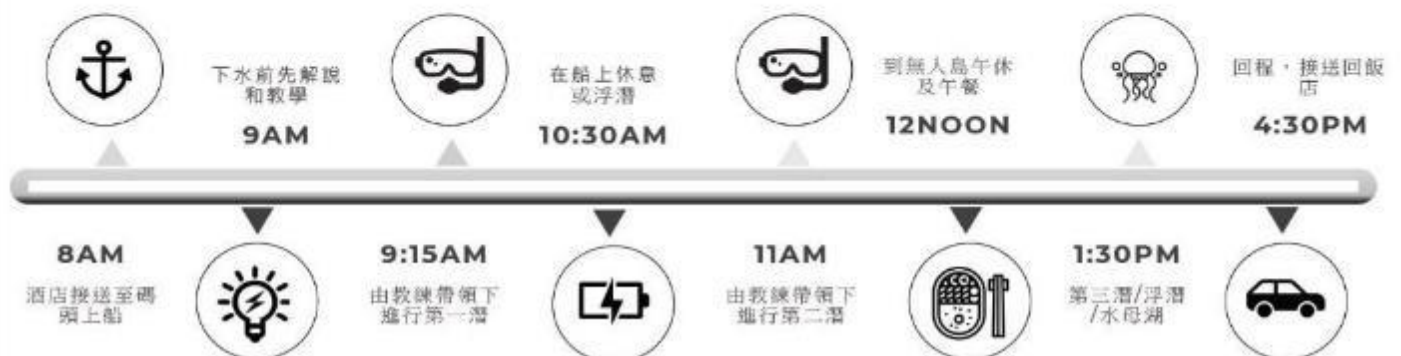 下水前先解說
和教學
9AM
在船上休息
或浮潛
10:30AM
到無人島午休
及午餐
12NOON
回程，接送回飯
店
4:30PM
8AM
酒店接送至碼
頭上船
9:15AM
由教練帶領下
進行第一潛
11AM
由教練帶領下
進行第二潛
1:30PM
第三潛/浮潛
/水母湖